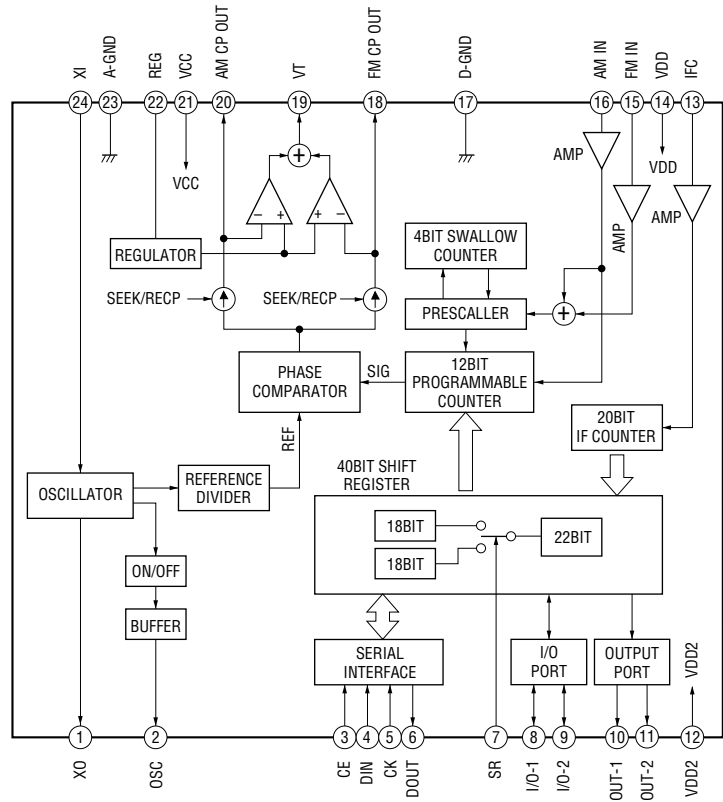 XI
A-GND
REG
VCC
AM CP OUT
VT
FM CP OUT
D-GND
AM IN
FM IN
VDD
IFC
24
23
22
21
20
19
18
17
16
15
14
13
AMP
VDD
VCC
+
AMP
AMP
- +
+ -
4BIT SWALLOW
COUNTER
REGULATOR
SEEK/RECP
SEEK/RECP
PRESCALLER
+
PHASE
COMPARATOR
SIG
12BIT
PROGRAMMABLE
COUNTER
20BIT
IF COUNTER
REF
40BIT SHIFT
REGISTER
OSCILLATOR
REFERENCE
DIVIDER
18BIT
22BIT
18BIT
ON/OFF
BUFFER
SERIAL
INTERFACE
I/O
PORT
OUTPUT
PORT
VDD2
1
2
3
4
5
6
7
8
9
10
11
12
XO
OSC
CE
DIN
CK
DOUT
SR
I/O-1
I/O-2
OUT-1
OUT-2
VDD2